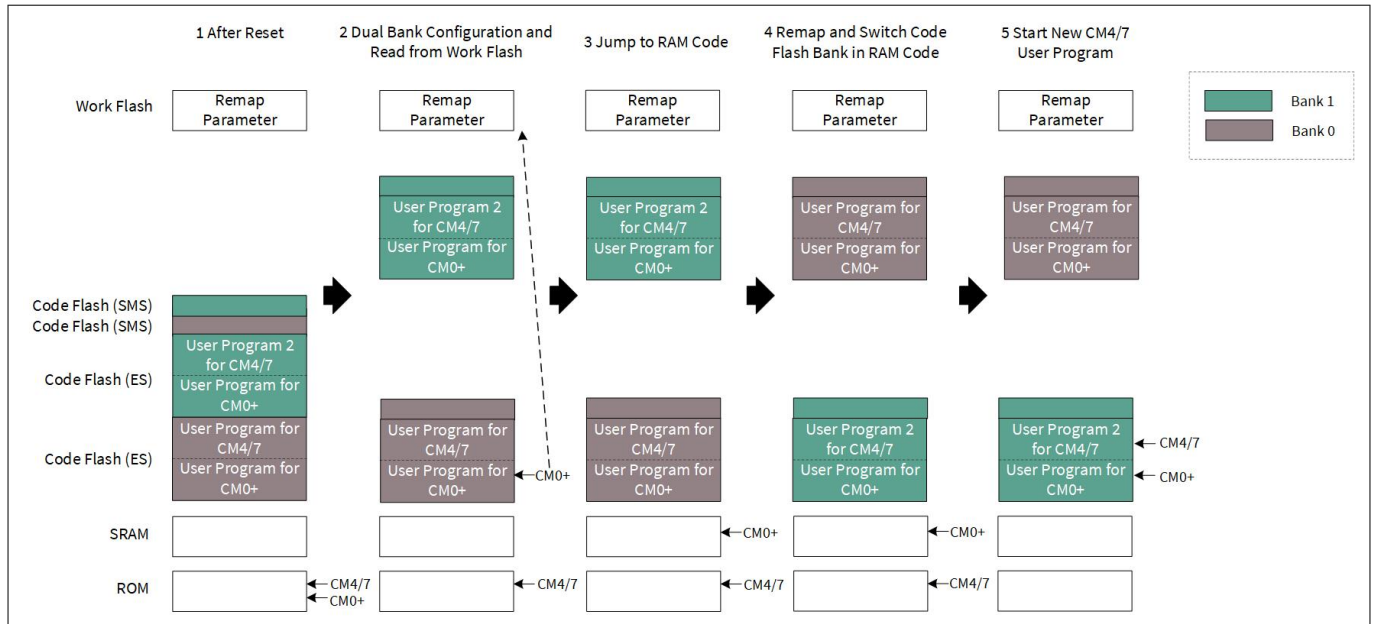 1 After Reset
2 Dual Bank Configuration and
Read from Work Flash
3 Jump to RAM Code
4 Remap and Switch Code
Flash Bank in RAM Code
5 Start New CM4/7
User Program
Bank 1
Bank 0
Work Flash
Remap
Parameter
Remap
Parameter
Remap
Parameter
Remap
Parameter
Remap
Parameter
User Program 2
for CM4/7
User Program for
CM0+
User Program 2
for CM4/7
User Program for
CM0+
User Program for
CM4/7
User Program for
CM0+
User Program for
CM4/7
User Program for
CM0+
Code Flash (SMS)
Code Flash (SMS)
Code Flash (ES)
User Program 2
for CM4/7
User Program for
CM0+
Code Flash (ES)
User Program for
CM4/7
User Program for
CM0+
User Program for
CM4/7
User Program for
CM0+
CM0+
User Program for
CM4/7
User Program for
CM0+
User Program 2
for CM4/7
User Program for
CM0+
User Program 2
for CM4/7
User Program for
CM0+
CM4/7
CM0+
SRAM
CM0+
CM0+
ROM
CM4/7
CM0+
CM4/7
CM4/7
CM4/7